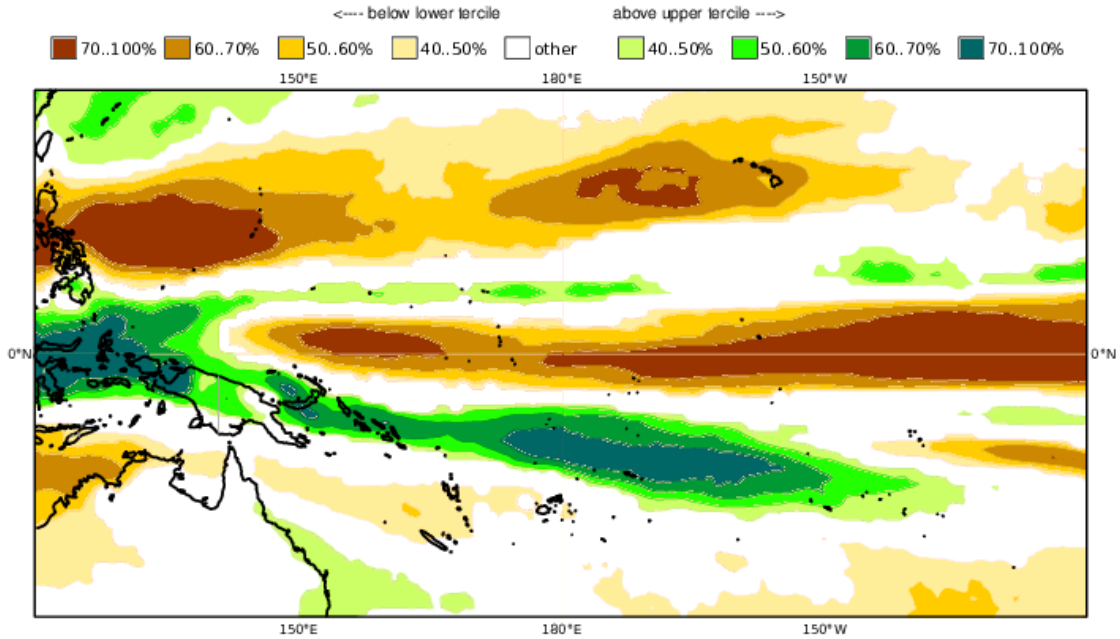 <---- below lower tercile above upper tercile ---->
70..100% 60..70% 50..60% 40..50% other 40..50% 50..60% 60..70% 70..100%
150°E 180°E 150°W
0°N 0°N
150°E 180°E 150°W